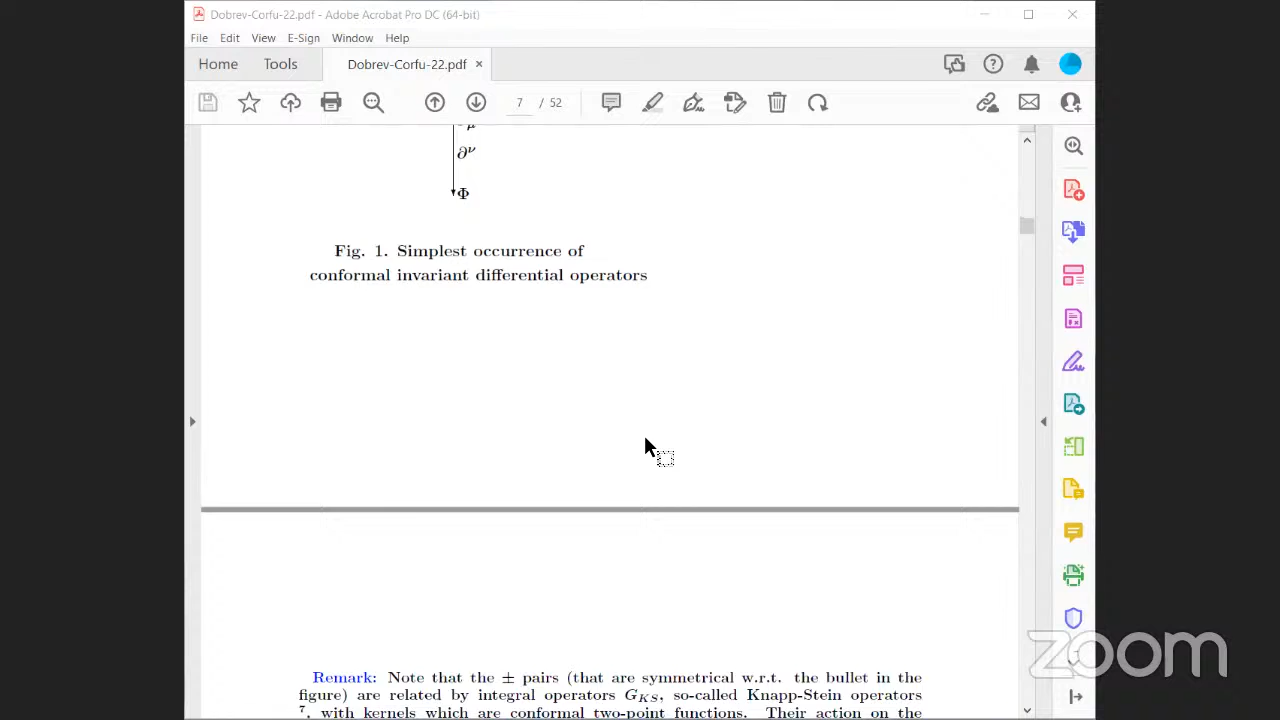 Dobrev-Corfu-22.pdf - Adobe Acrobat Pro DC (64-bit)
File Edit View E-Sign Window Help
Home Tools Dobrev-Corfu-22.pdf ×
7 / 52
∂ν
Φ
Fig. 1. Simplest occurrence of
conformal invariant differential operators
Remark: Note that the ± pairs (that are symmetrical w.r.t. the bullet in the
figure) are related by integral operators G_KS, so-called Knapp-Stein operators
7, with kernels which are conformal two-point functions. Their action on the
zoom